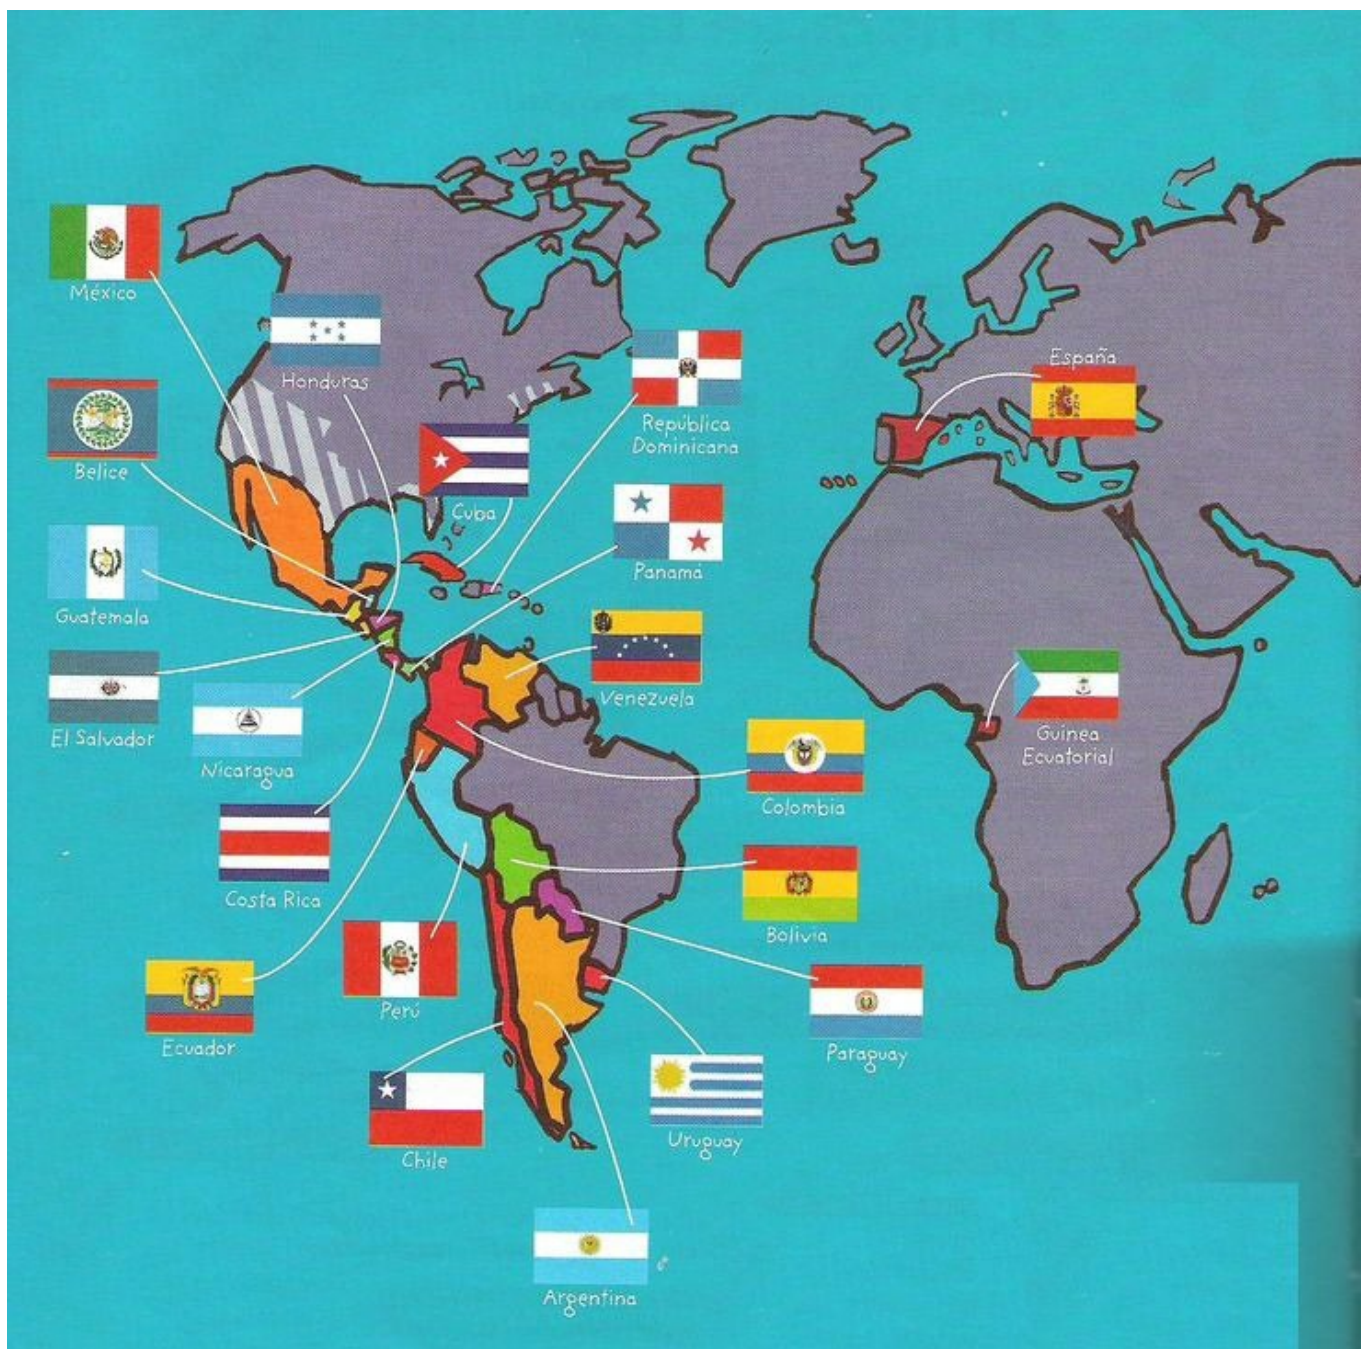 México
Honduras
España
Belice
República
Dominicana
Cuba
Panamá
Guatemala
Venezuela
El Salvador
Nicaragua
Guinea
Ecuatorial
Colombia
Costa Rica
Bolivia
Perú
Ecuador
Paraguay
Chile
Uruguay
Argentina